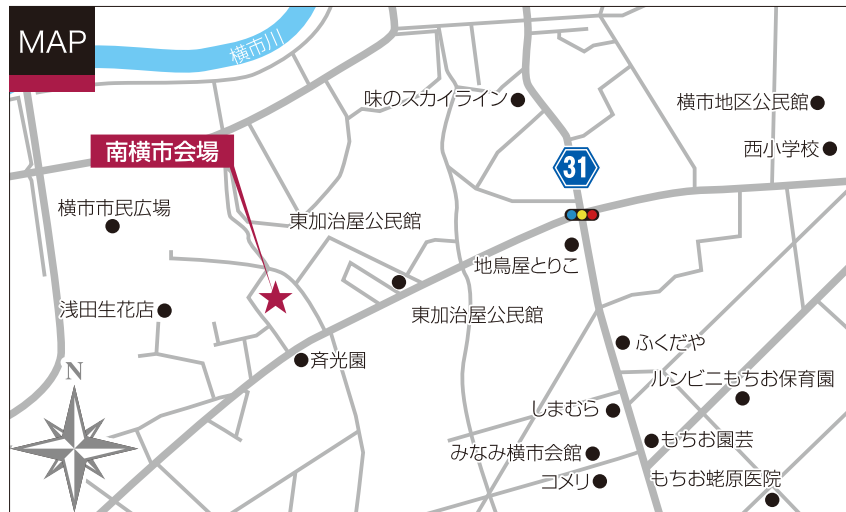 MAP
横市川
味のスカイライン
横市地区公民館
西小学校
南横市会場
31
横市市民広場
東加治屋公民館
地鳥屋とりこ
浅田生花店
東加治屋公民館
斉光園
ふくだや
N
ルンビニもちお保育園
しまむら
もちお園芸
みなみ横市会館
コメリ
もちお蛯原医院